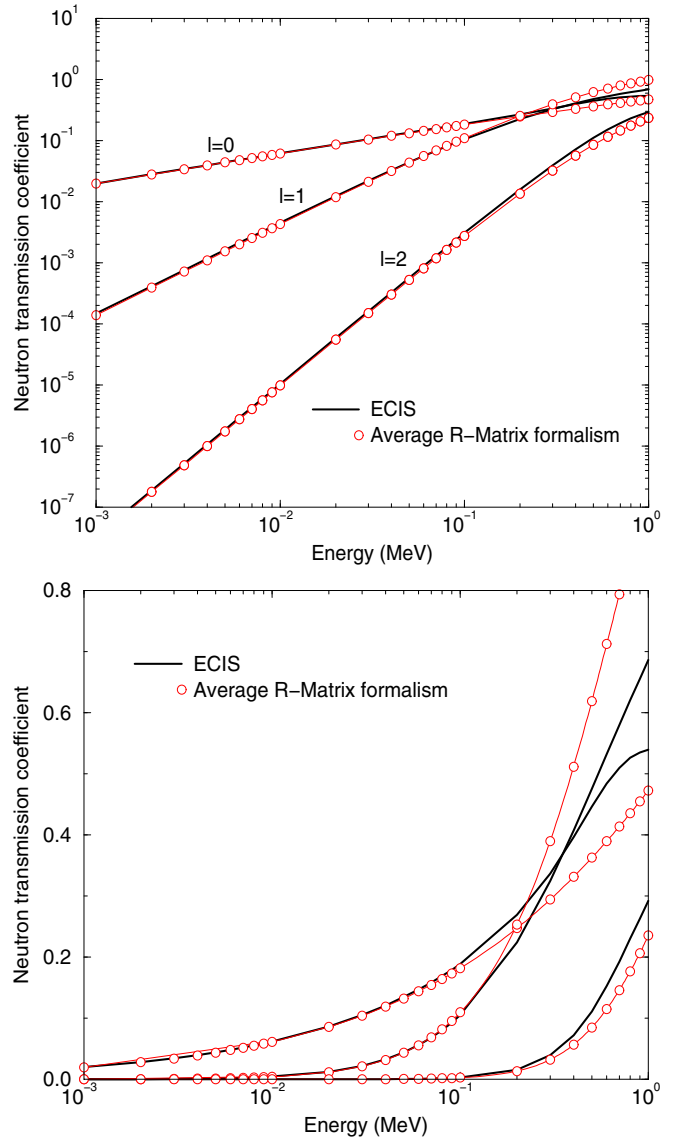 10^0
10^-1
10^-2
10^-3
10^-4
10^-5
10^-6
10^-7
Neutron transmission coefficient
l=0
l=1
l=2
ECIS
Average R−Matrix formalism
10^-3
10^-2
10^-1
10^0
Energy (MeV)
0.8
0.6
0.4
0.2
0.0
Neutron transmission coefficient
ECIS
Average R−Matrix formalism
10^-3
10^-2
10^-1
10^0
Energy (MeV)